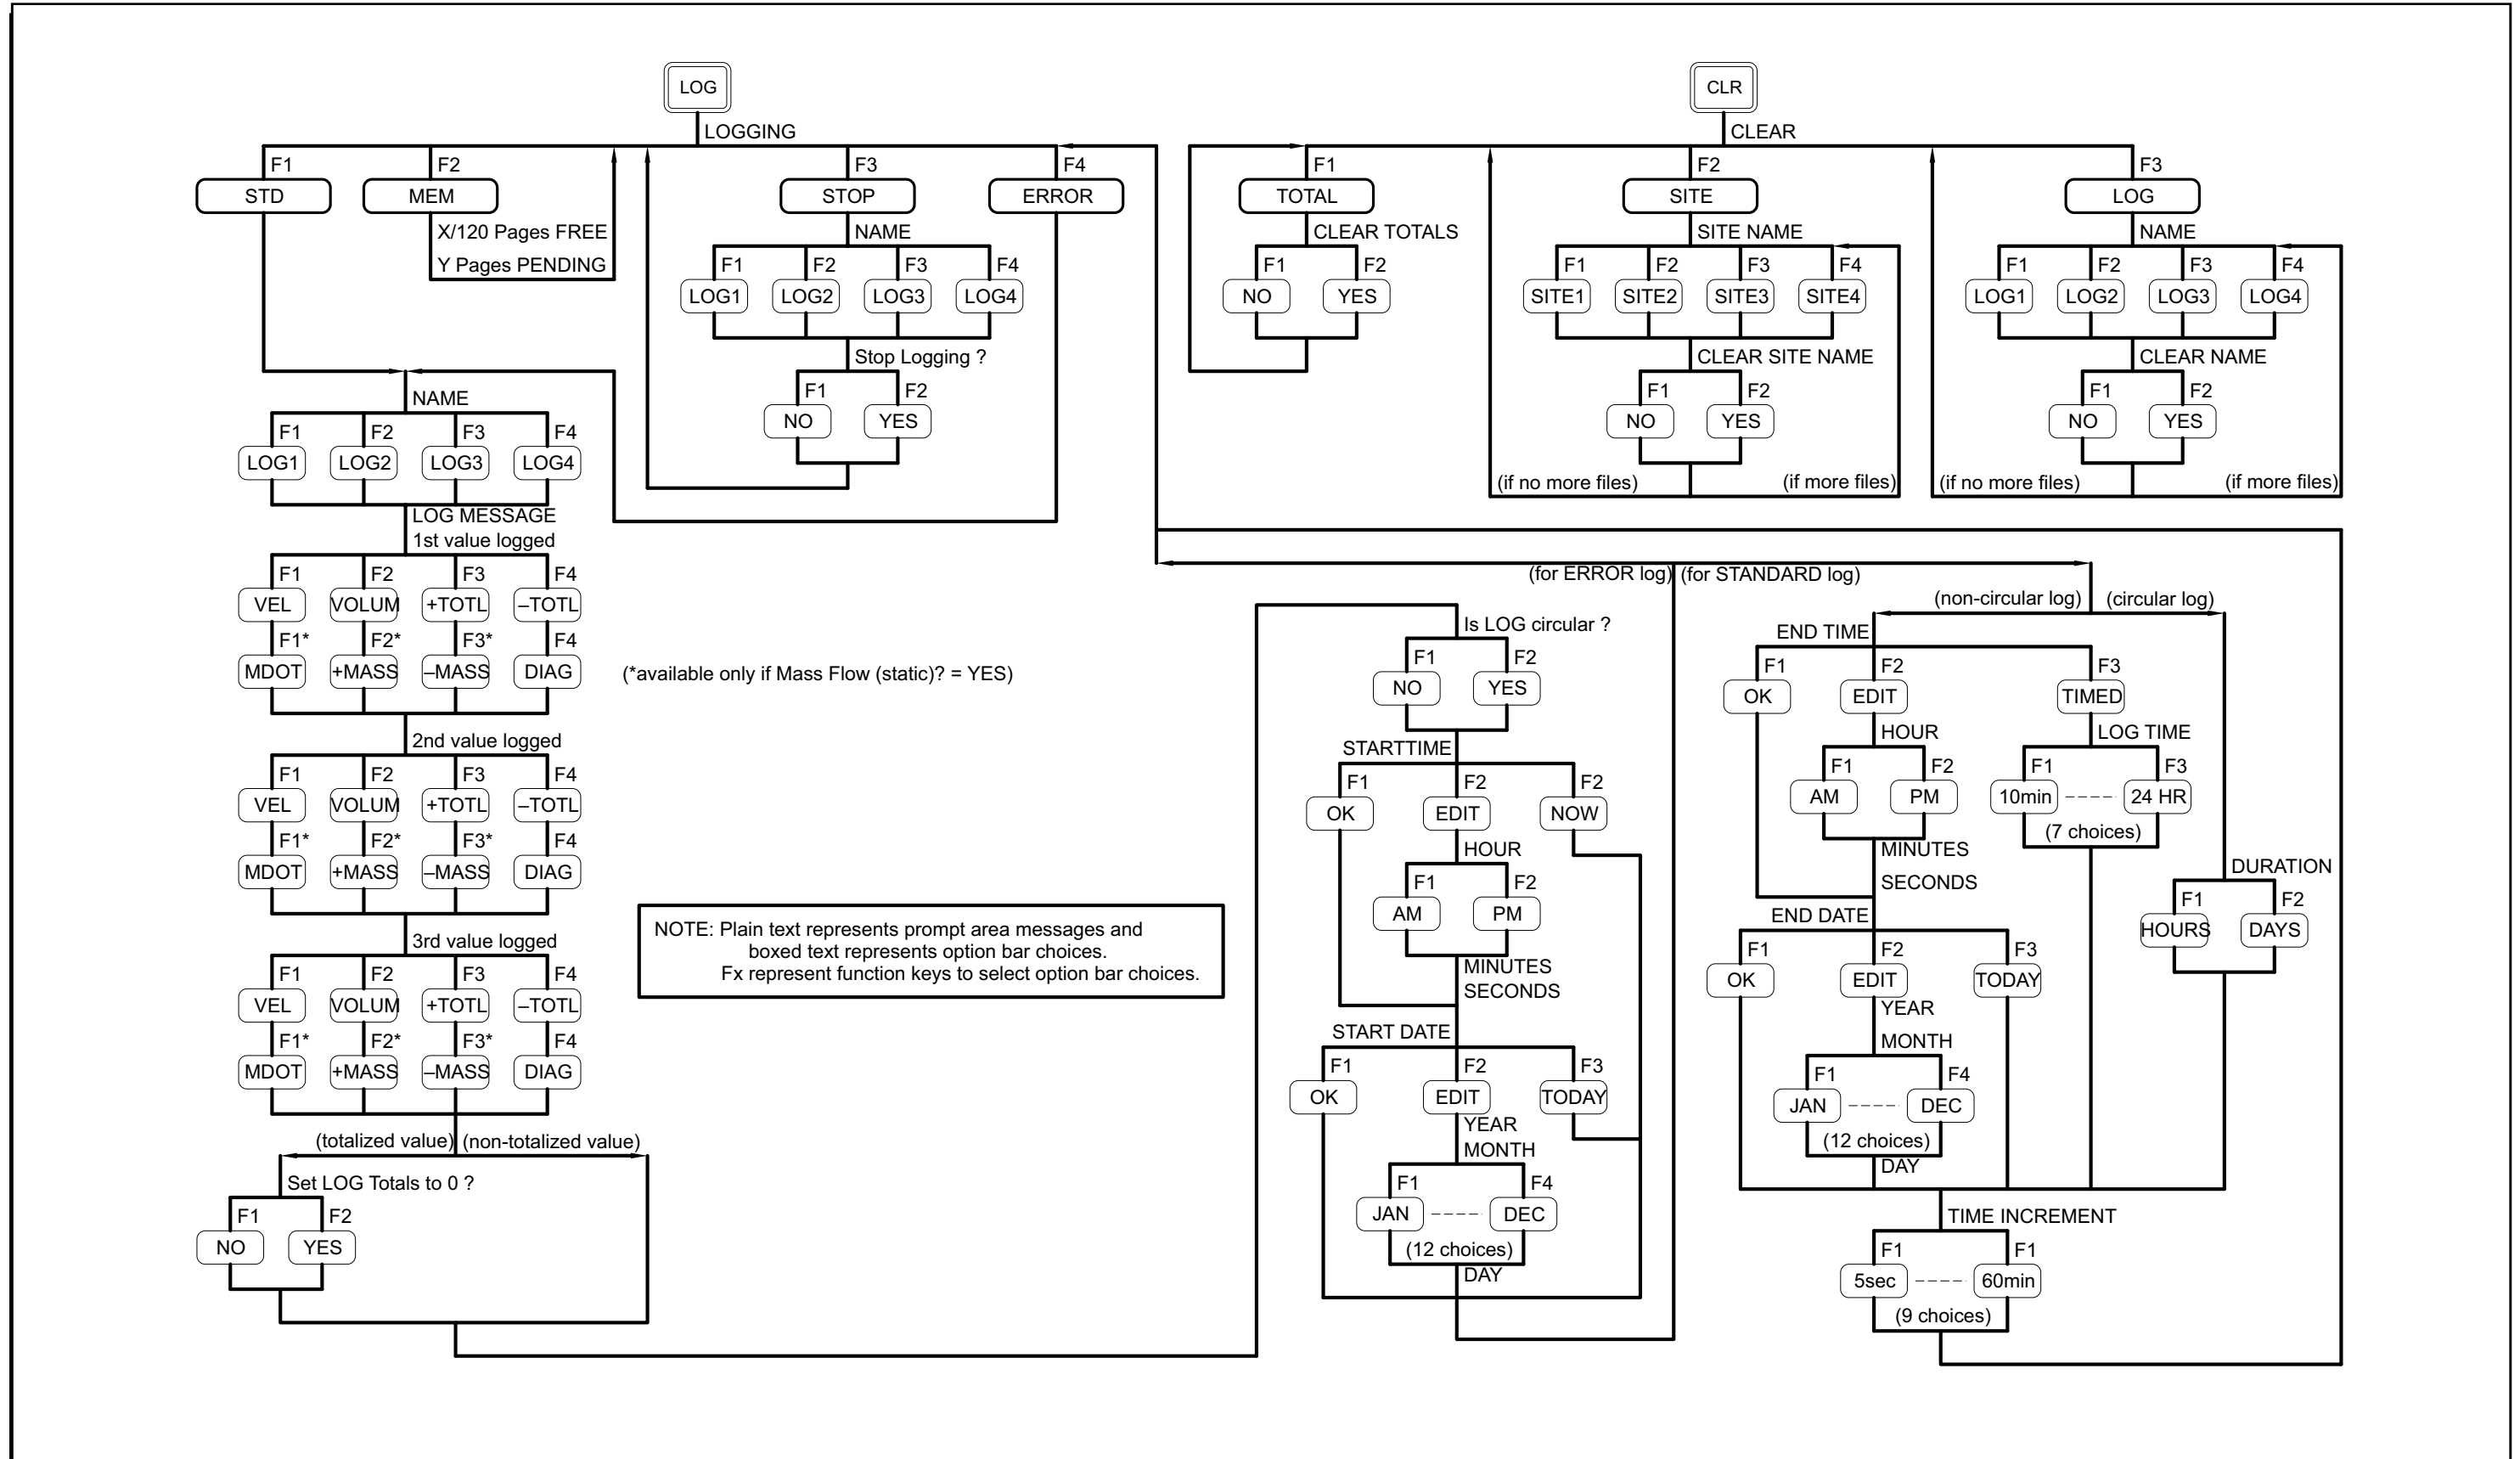 LOG
LOGGING
F1
STD
F2
MEM
X/120 Pages FREE
Y Pages PENDING
F3
STOP
NAME
F1 F2 F3 F4
LOG1 LOG2 LOG3 LOG4
Stop Logging ?
F1 F2
NO YES
F4
ERROR
NAME
F1 F2 F3 F4
LOG1 LOG2 LOG3 LOG4
LOG MESSAGE
1st value logged
F1 F2 F3 F4
VEL VOLUM +TOTL –TOTL
F1* F2* F3* F4
MDOT +MASS –MASS DIAG
(*available only if Mass Flow (static)? = YES)
2nd value logged
F1 F2 F3 F4
VEL VOLUM +TOTL –TOTL
F1* F2* F3* F4
MDOT +MASS –MASS DIAG
3rd value logged
F1 F2 F3 F4
VEL VOLUM +TOTL –TOTL
F1* F2* F3* F4
MDOT +MASS –MASS DIAG
(totalized value) (non-totalized value)
Set LOG Totals to 0 ?
F1 F2
NO YES
NOTE: Plain text represents prompt area messages and
boxed text represents option bar choices.
Fx represent function keys to select option bar choices.
CLR
CLEAR
F1
TOTAL
CLEAR TOTALS
F1 F2
NO YES
F2
SITE
SITE NAME
F1 F2 F3 F4
SITE1 SITE2 SITE3 SITE4
CLEAR SITE NAME
F1 F2
NO YES
(if no more files) (if more files)
F3
LOG
NAME
F1 F2 F3 F4
LOG1 LOG2 LOG3 LOG4
CLEAR NAME
F1 F2
NO YES
(if no more files) (if more files)
(for ERROR log) (for STANDARD log)
Is LOG circular ?
F1 F2
NO YES
STARTTIME
F1 F2 F2
OK EDIT NOW
HOUR
F1 F2
AM PM
MINUTES
SECONDS
START DATE
F1 F2 F3
OK EDIT TODAY
YEAR
MONTH
F1 F4
JAN DEC
(12 choices)
DAY
(non-circular log) (circular log)
END TIME
F1 F2 F3
OK EDIT TIMED
HOUR
F1 F2
AM PM
MINUTES
SECONDS
LOG TIME
F1 F3
10min 24 HR
(7 choices)
DURATION
F1 F2
HOURS DAYS
END DATE
F1 F2 F3
OK EDIT TODAY
YEAR
MONTH
F1 F4
JAN DEC
(12 choices)
DAY
TIME INCREMENT
F1 F1
5sec 60min
(9 choices)